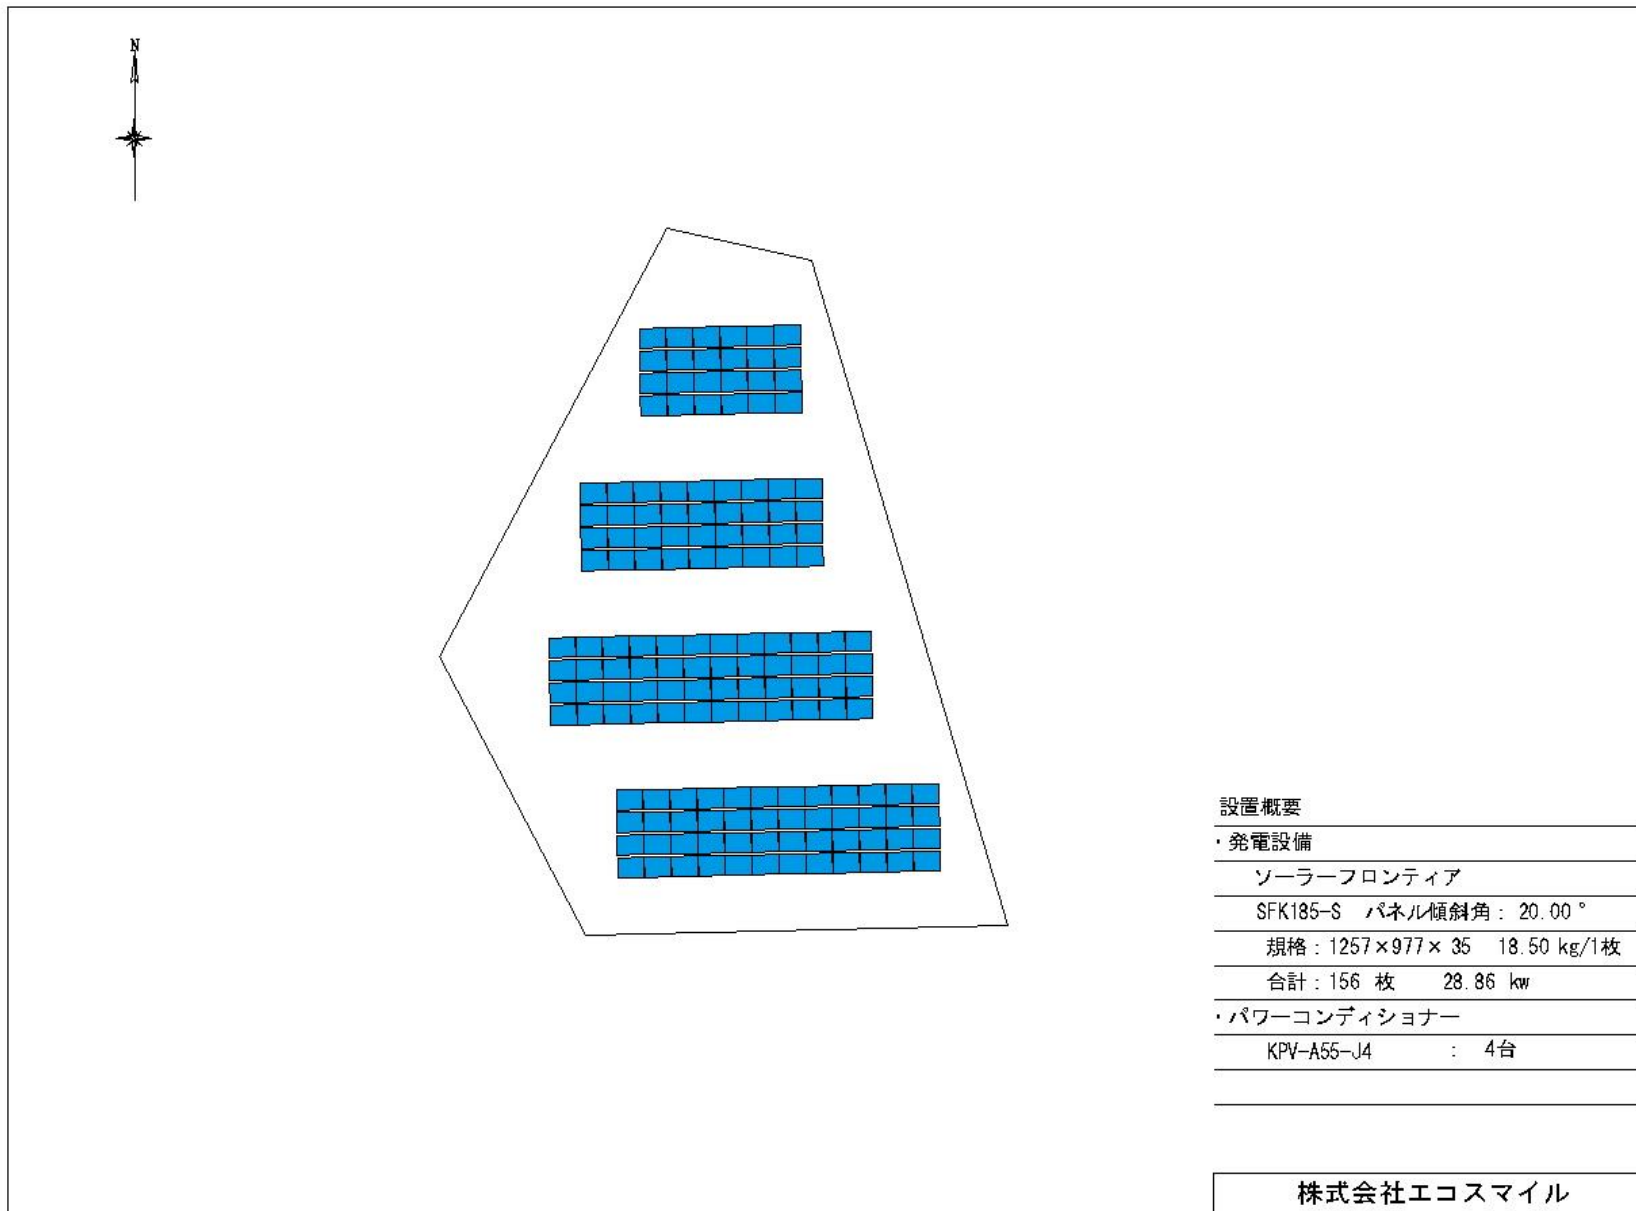 N
設置概要
・発電設備
ソーラーフロンティア
SFK185-S パネル傾斜角： 20.00°
規格：1257×977× 35 18.50 kg/1枚
合計：156 枚 28.86 kw
・パワーコンディショナー
KPV-A55-J4 ： 4台
株式会社エコスマイル